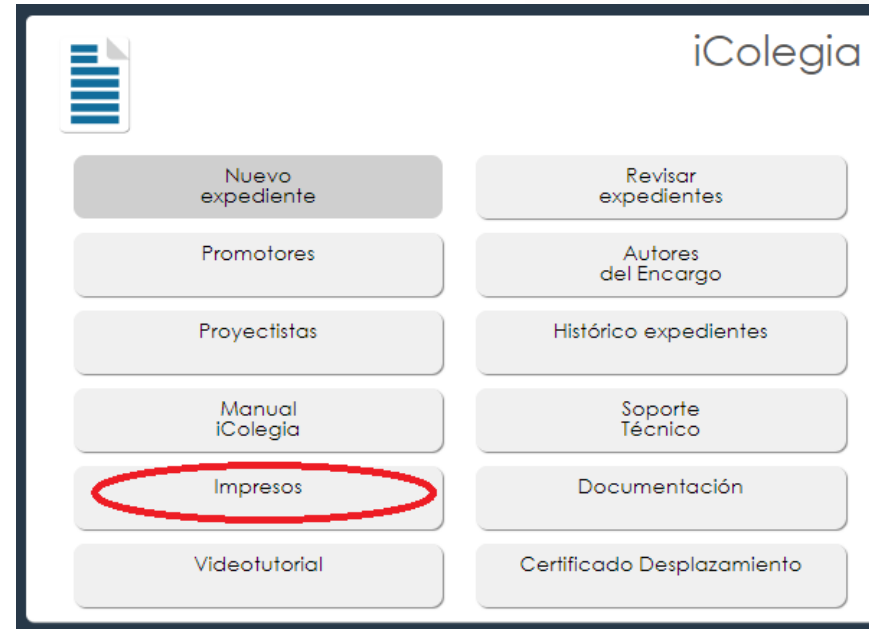 iColegia
Nuevo
expediente
Revisar
expedientes
Promotores
Autores
del Encargo
Proyectistas
Histórico expedientes
Manual
iColegia
Soporte
Técnico
Impresos
Documentación
Videotutorial
Certificado Desplazamiento